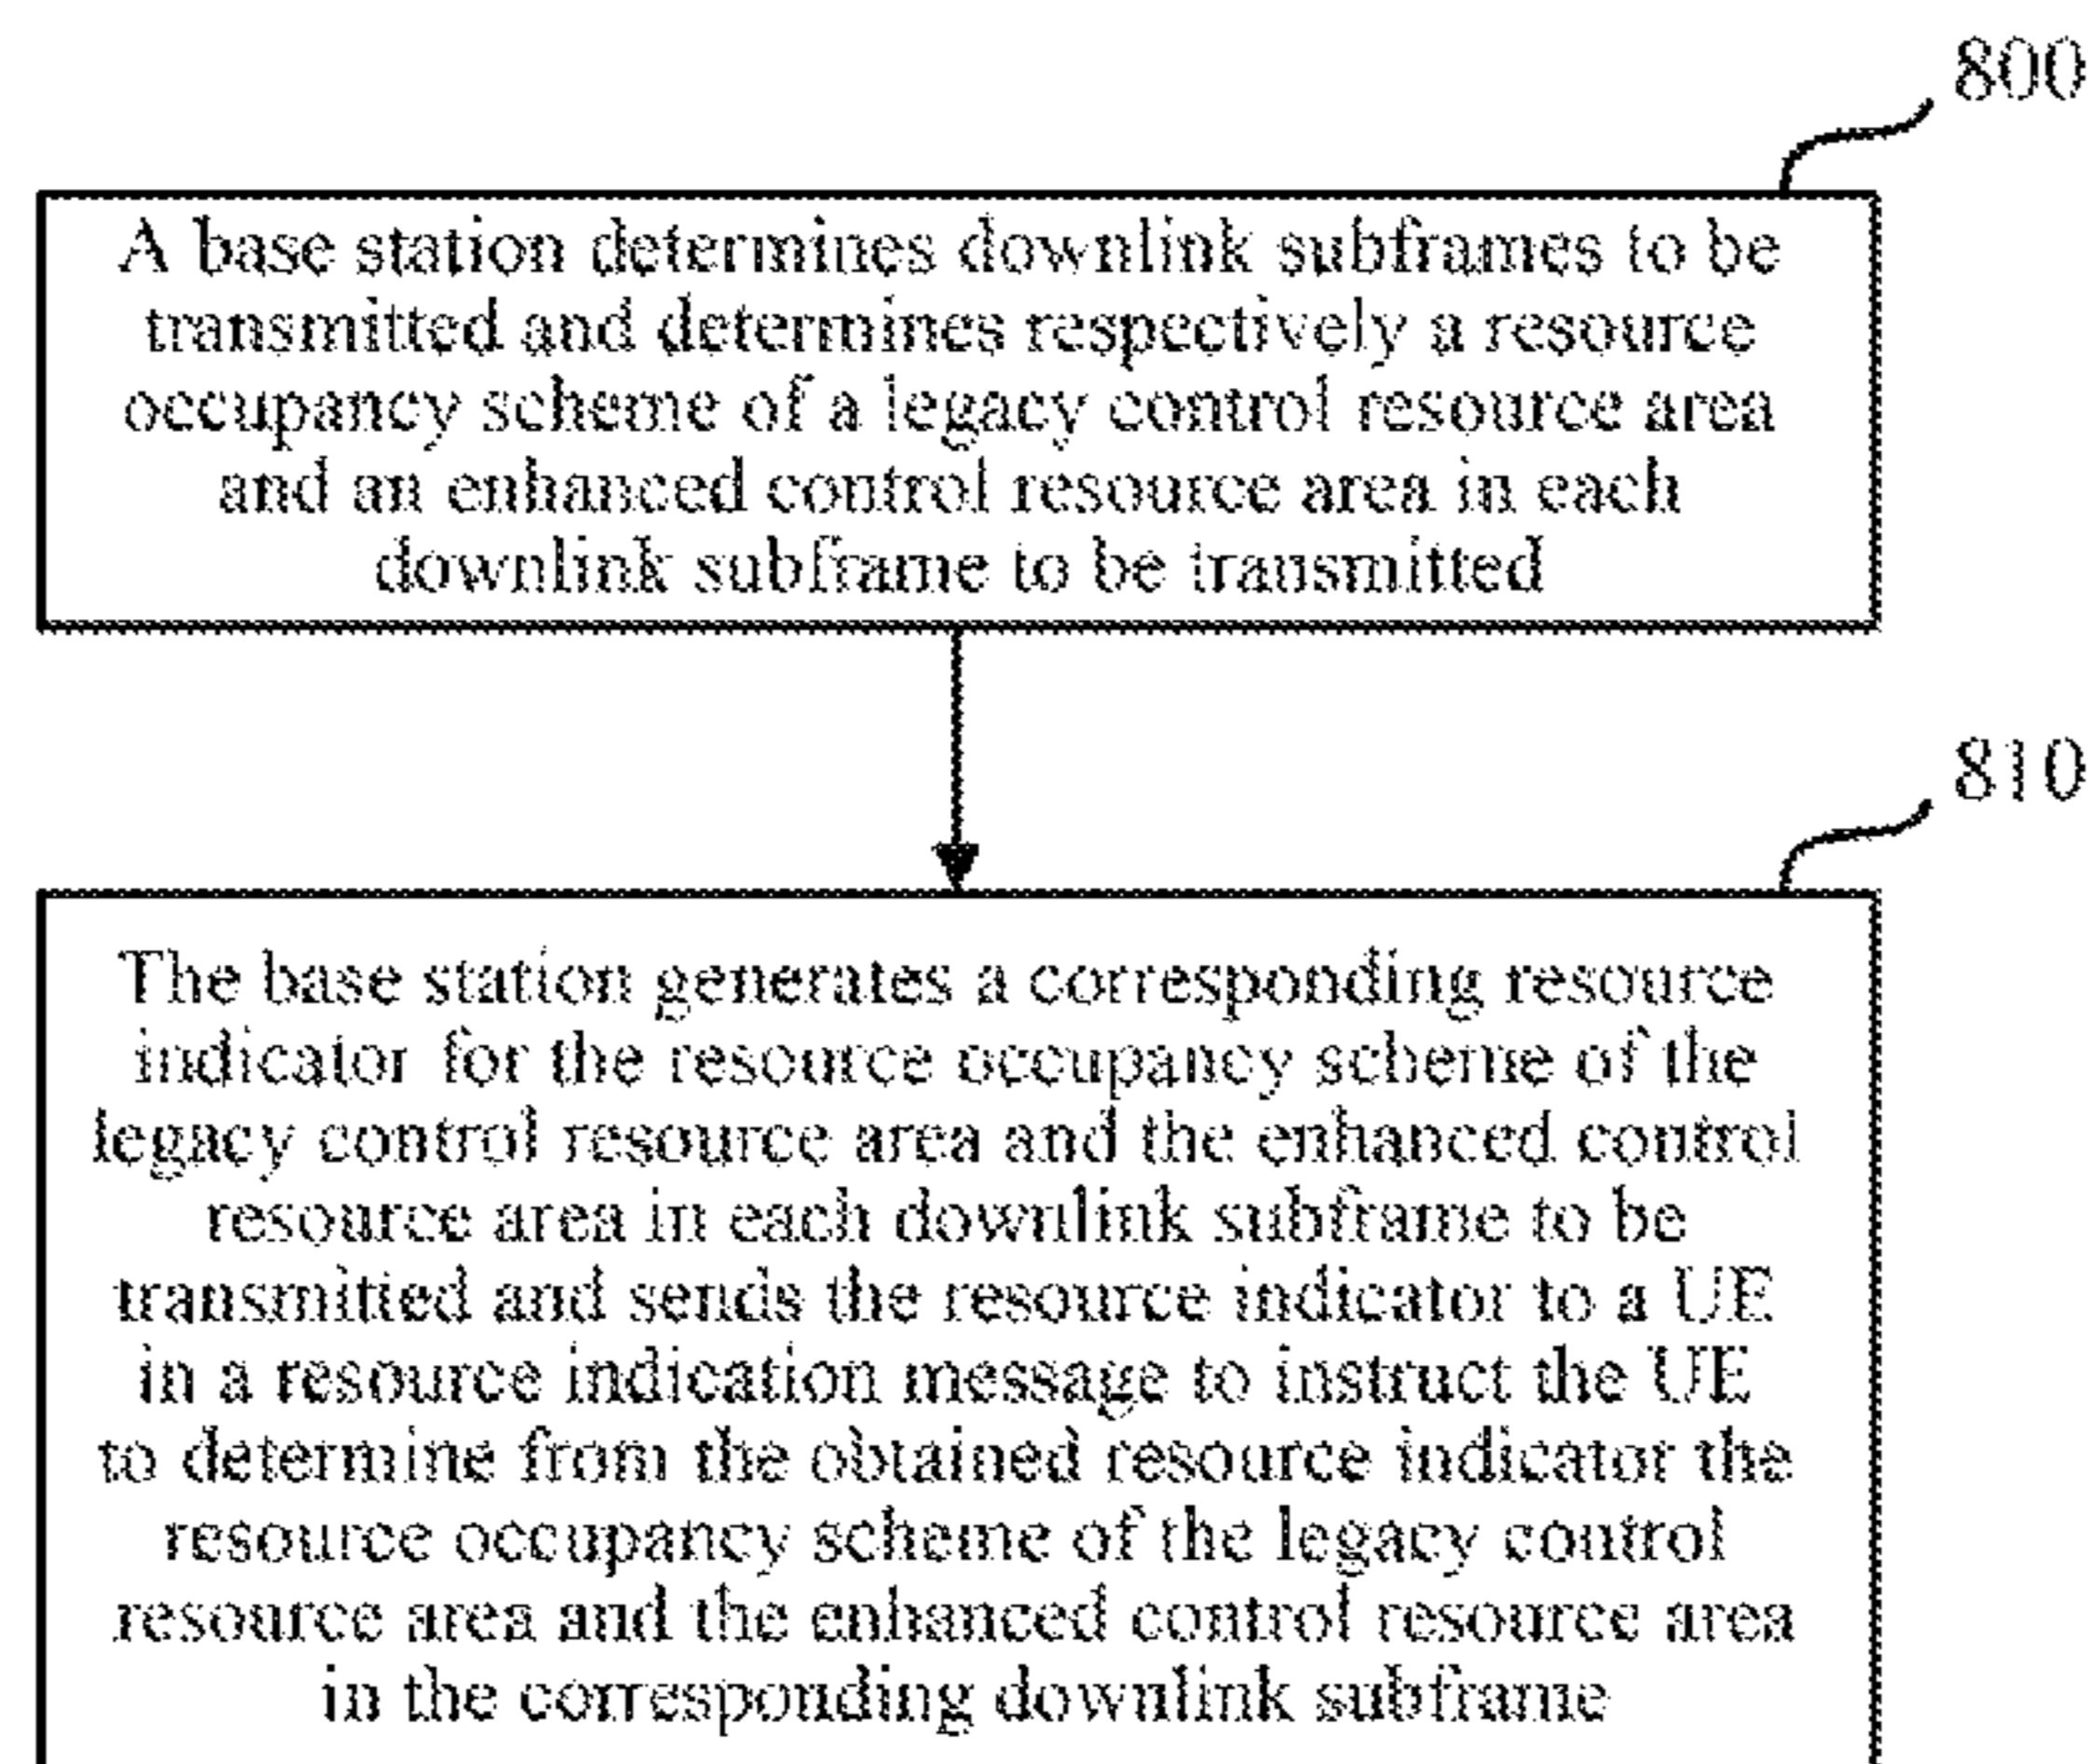 800
A base station determines downlink subframes to be
transmitted and determines respectively a resource
occupancy scheme of a legacy control resource area
and an enhanced control resource area in each
downlink subframe to be transmitted
810
The base station generates a corresponding resource
indicator for the resource occupancy scheme of the
legacy control resource area and the enhanced control
resource area in each downlink subframe to be
transmitted and sends the resource indicator to a UE
in a resource indication message to instruct the UE
to determine from the obtained resource indicator the
resource occupancy scheme of the legacy control
resource area and the enhanced control resource area
in the corresponding downlink subframe